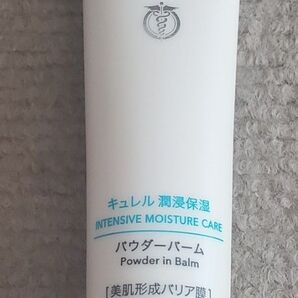 キュレル 潤浸保湿
INTENSIVE MOISTURE CARE
パウダーバーム
Powder in Balm
[美肌形成バリア膜]